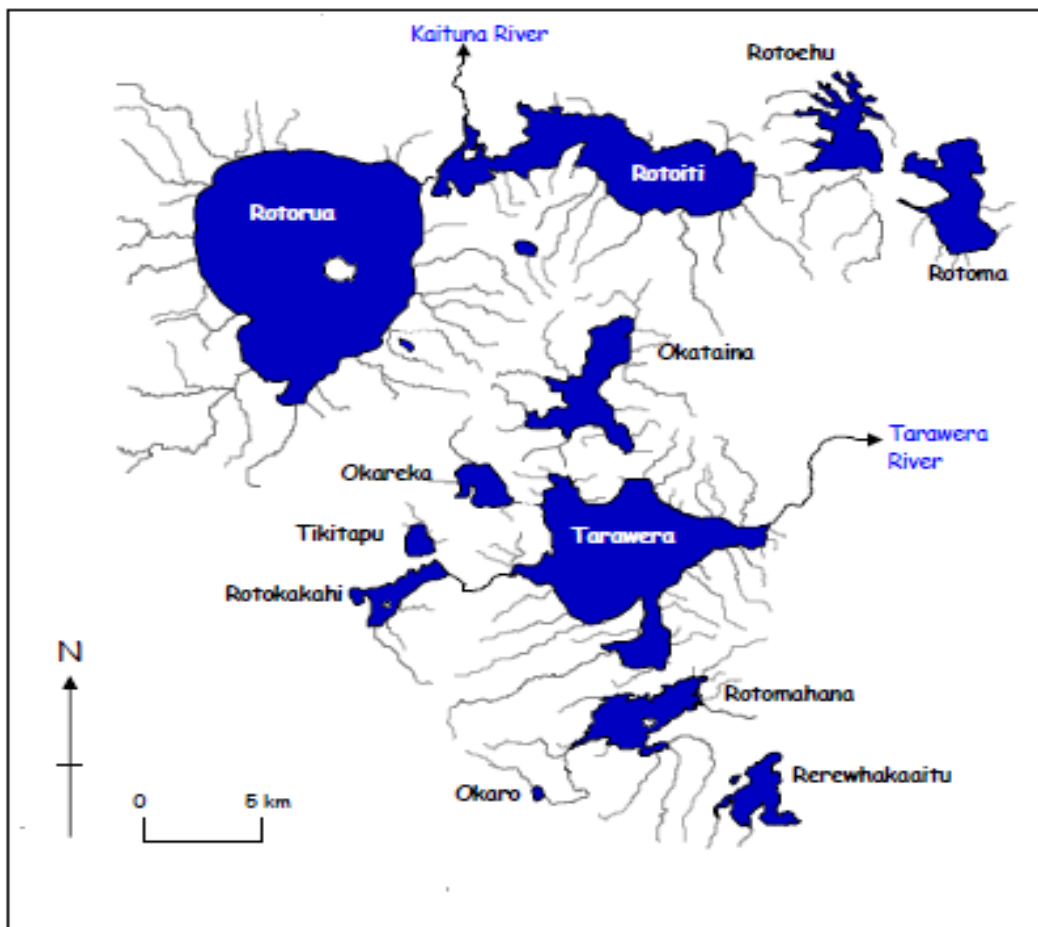 Kaituna River
Rotoehu
Rotoiti
Rotorua
Rotoma
Okataina
Tarawera
River
Okareka
Tikitapu
Tarawera
Rotokakahi
N
Rotomahana
Rerewhakaaitu
Okaro
0 5 km